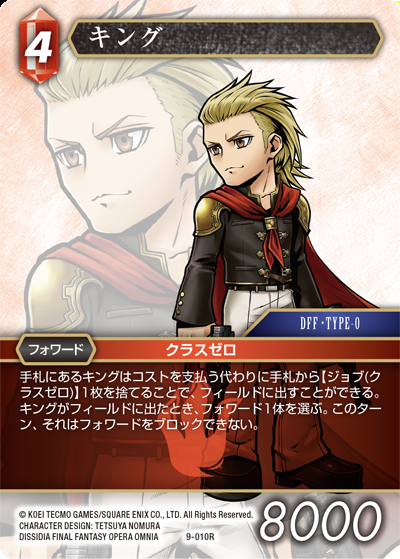 4
キング
DFF・TYPE-0
フォワード
クラスゼロ
手札にあるキングはコストを支払う代わりに手札から【ジョブ(ク
ラスゼロ)】1枚を捨てることで、フィールドに出すことができる。
キングがフィールドに出たとき、フォワード1体を選ぶ。このター
ン、それはフォワードをブロックできない。
© KOEI TECMO GAMES/SQUARE ENIX CO., LTD. All Rights Reserved.
CHARACTER DESIGN: TETSUYA NOMURA
DISSIDIA FINAL FANTASY OPERA OMNIA
9-010R
8000